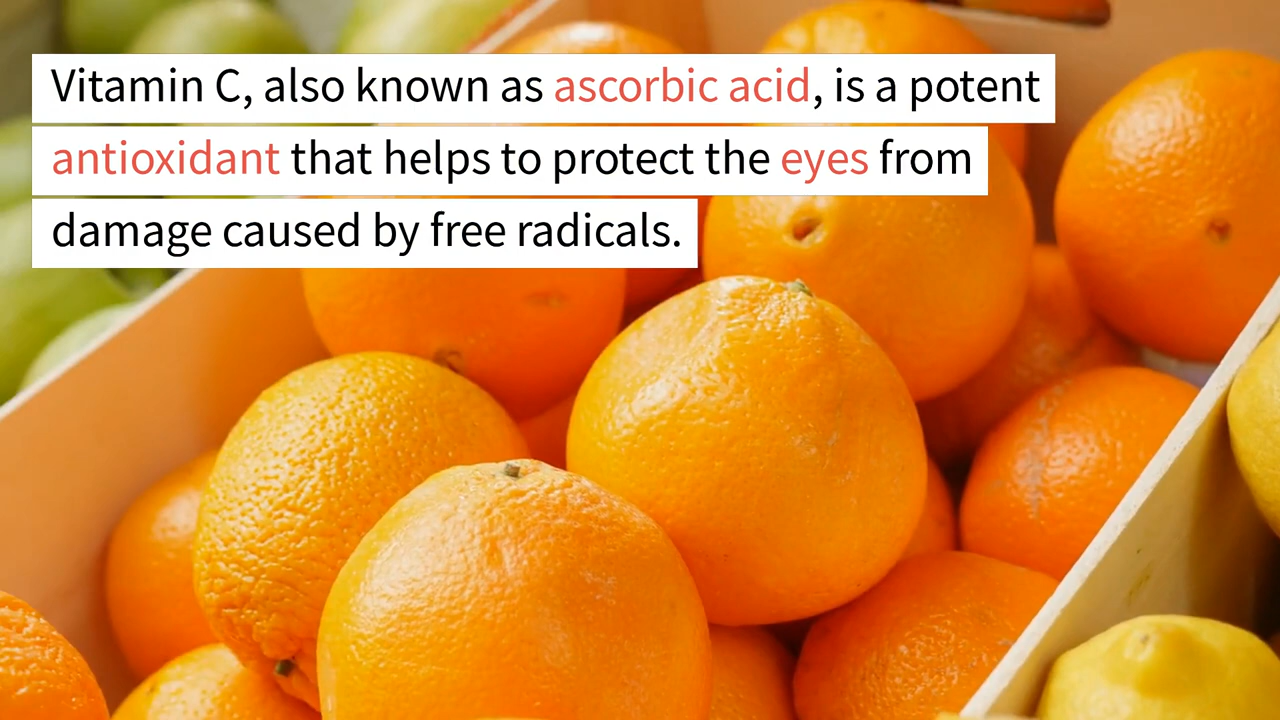 Vitamin C, also known as ascorbic acid, is a potent
antioxidant that helps to protect the eyes from
damage caused by free radicals.